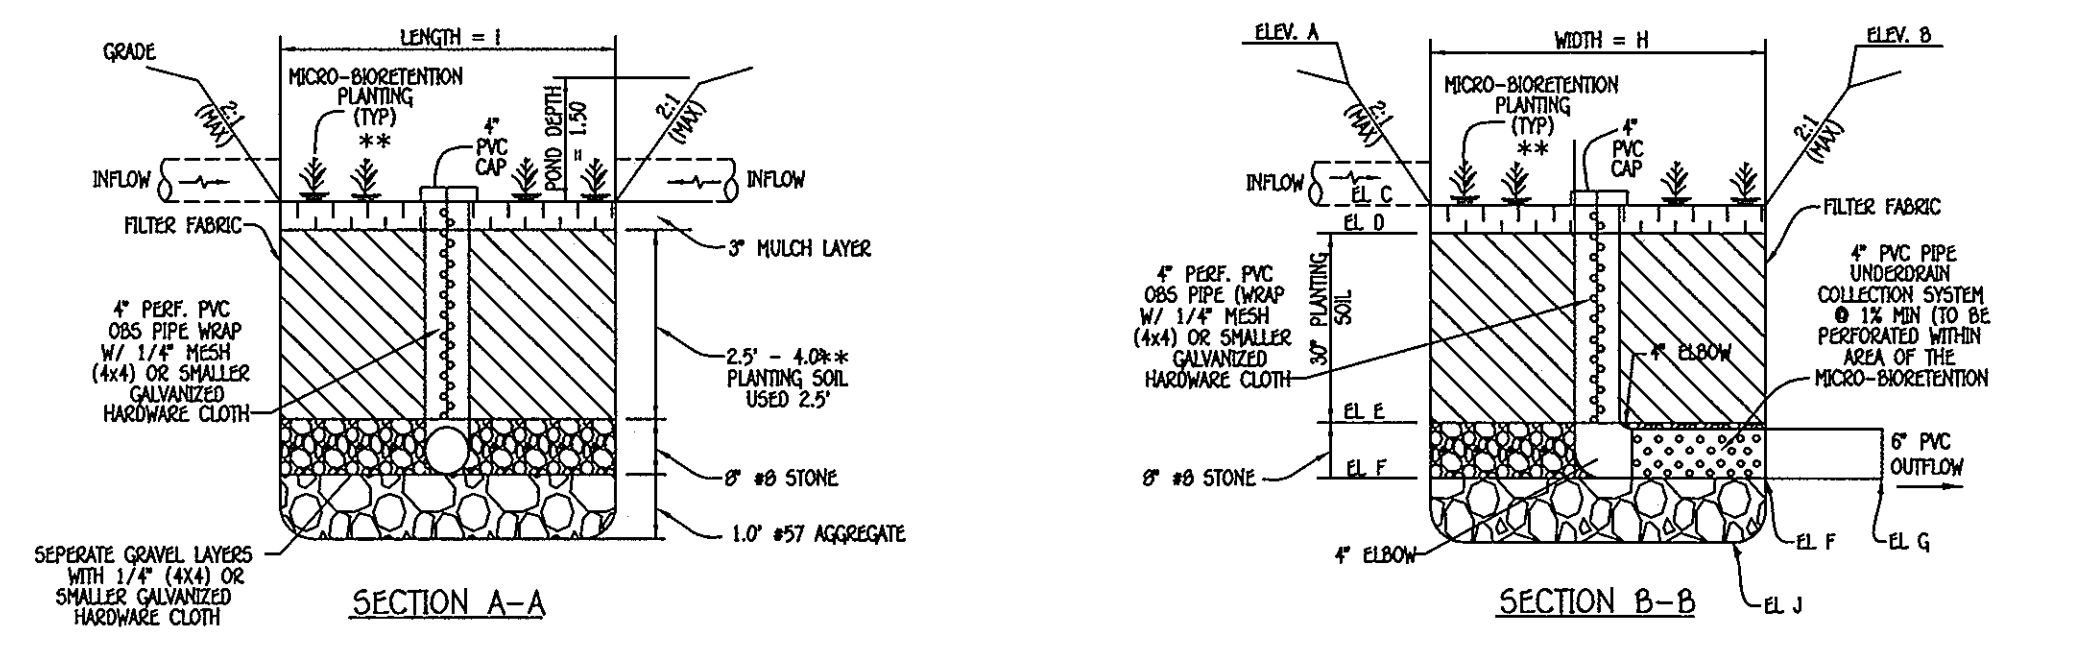 GRADE
LENGTH = I
MICRO-BIORETENTION
PLANTING
(TYP)
**
2:1
(MAX)
4"
PVC
CAP
POND DEPTH
= 1.50
2:1
(MAX)
INFLOW
INFLOW
FILTER FABRIC
3" MULCH LAYER
4" PERF. PVC
OBS PIPE WRAP
W/ 1/4" MESH
(4x4) OR SMALLER
GALVANIZED
HARDWARE CLOTH
2.5' - 4.0'**
PLANTING SOIL
USED 2.5'
8" #8 STONE
1.0' #57 AGGREGATE
SEPERATE GRAVEL LAYERS
WITH 1/4" (4X4) OR
SMALLER GALVANIZED
HARDWARE CLOTH
SECTION A-A
ELEV. A
WIDTH = H
ELEV. B
MICRO-BIORETENTION
PLANTING
(TYP)
**
2:1
(MAX)
4"
PVC
CAP
2:1
(MAX)
INFLOW
EL C
EL D
FILTER FABRIC
4" PERF. PVC
OBS PIPE (WRAP
W/ 1/4" MESH
(4x4) OR SMALLER
GALVANIZED
HARDWARE CLOTH
30" PLANTING
SOIL
4" PVC PIPE
UNDERDRAIN
COLLECTION SYSTEM
@ 1% MIN (TO BE
PERFORATED WITHIN
AREA OF THE
MICRO-BIORETENTION
4" ELBOW
EL E
EL F
8" #8 STONE
6" PVC
OUTFLOW
4" ELBOW
EL F
EL G
EL J
SECTION B-B